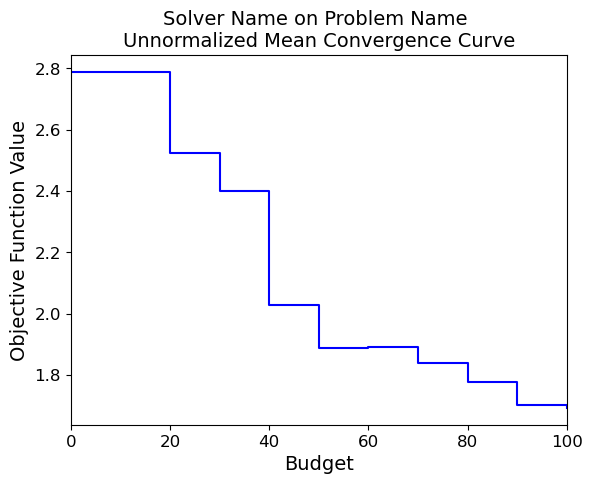 Solver Name on Problem Name
Unnormalized Mean Convergence Curve
Objective Function Value
2.8
2.6
2.4
2.2
2.0
1.8
0 20 40 60 80 100
Budget